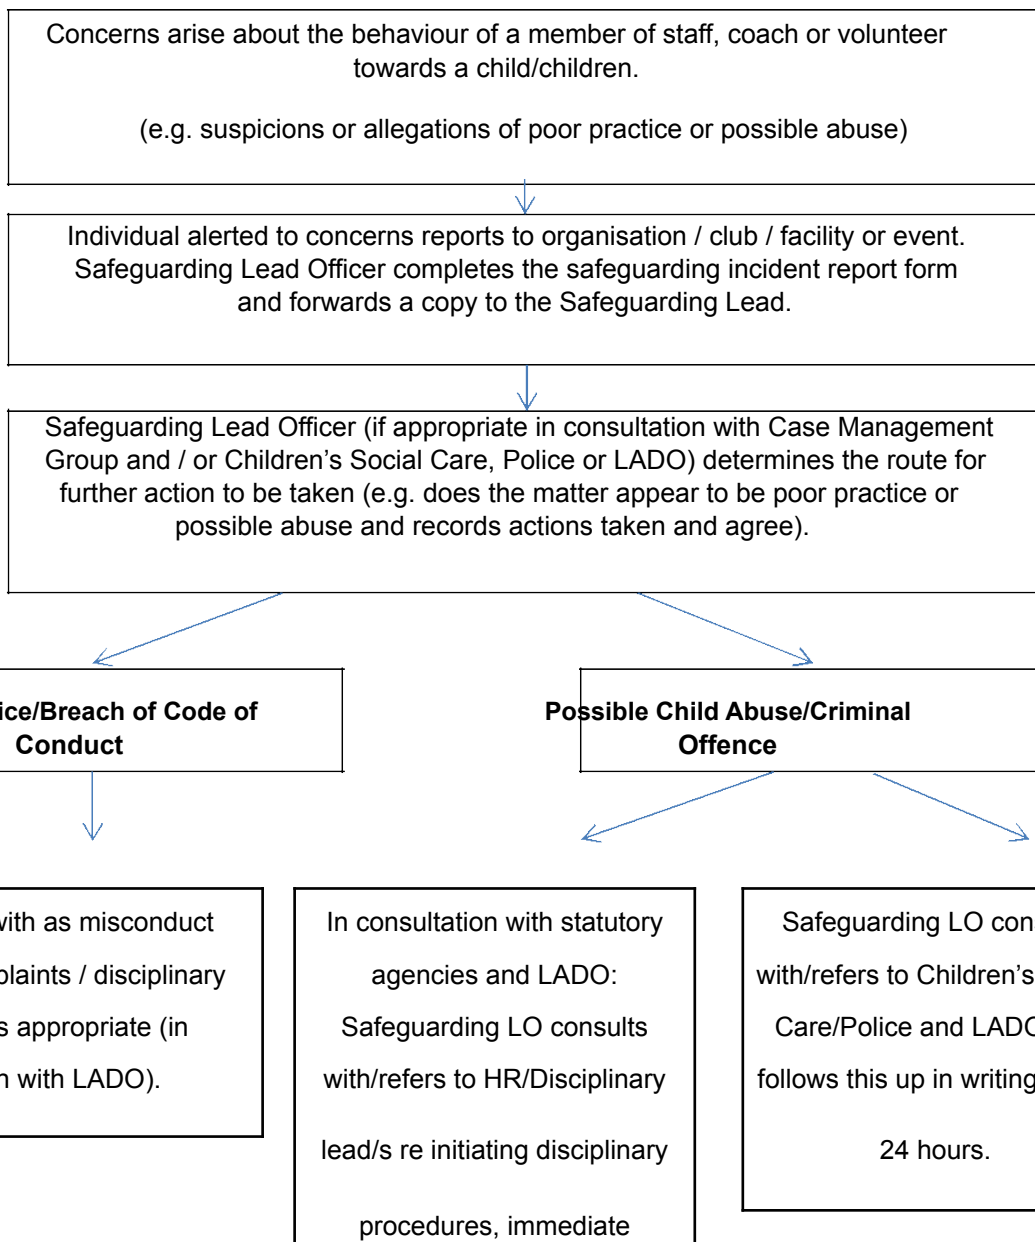 Concerns arise about the behaviour of a member of staff, coach or volunteer
towards a child/children.
(e.g. suspicions or allegations of poor practice or possible abuse)
Individual alerted to concerns reports to organisation / club / facility or event.
Safeguarding Lead Officer completes the safeguarding incident report form
and forwards a copy to the Safeguarding Lead.
Safeguarding Lead Officer (if appropriate in consultation with Case Management
Group and / or Children’s Social Care, Police or LADO) determines the route for
further action to be taken (e.g. does the matter appear to be poor practice or
possible abuse and records actions taken and agree).
ice/Breach of Code of
Conduct
Possible Child Abuse/Criminal
Offence
with as misconduct
plaints / disciplinary
s appropriate (in
n with LADO).
In consultation with statutory
agencies and LADO:
Safeguarding LO consults
with/refers to HR/Disciplinary
lead/s re initiating disciplinary
procedures, immediate
Safeguarding LO con
with/refers to Children’s
Care/Police and LADO
follows this up in writing
24 hours.